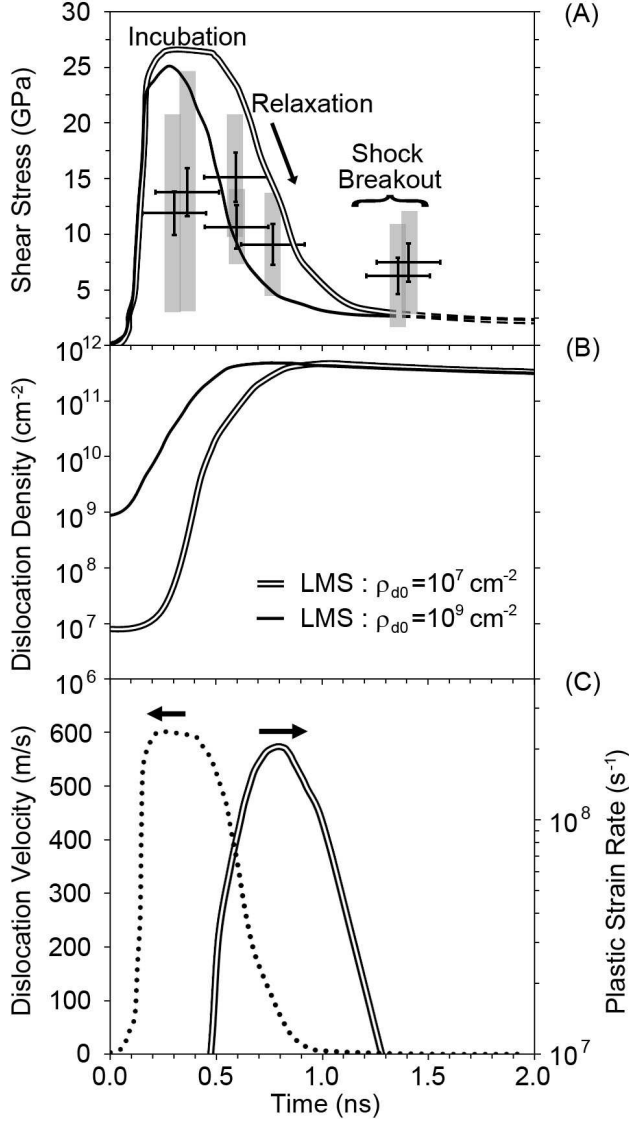 (A)
30
25
20
15
10
5
Shear Stress (GPa)
Incubation
Relaxation
Shock
Breakout
(B)
10¹²
10¹¹
10¹⁰
10⁹
10⁸
10⁷
10⁶
Dislocation Density (cm⁻²)
LMS : ρd0 =10⁷ cm⁻²
LMS : ρd0 =10⁹ cm⁻²
(C)
600
500
400
300
200
100
0
Dislocation Velocity (m/s)
10⁸
10⁷
Plastic Strain Rate (s⁻¹)
0.0 0.5 1.0 1.5 2.0
Time (ns)